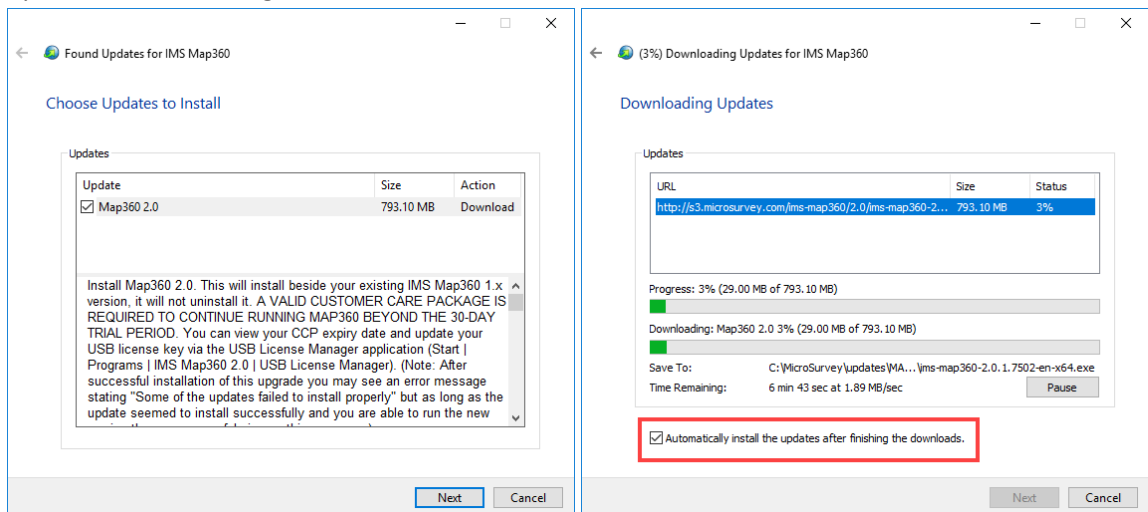 Found Updates for IMS Map360
Choose Updates to Install
Updates
Update Size Action
Map360 2.0 793.10 MB Download
Install Map360 2.0. This will install beside your existing IMS Map360 1.x
version, it will not uninstall it. A VALID CUSTOMER CARE PACKAGE IS
REQUIRED TO CONTINUE RUNNING MAP360 BEYOND THE 30-DAY
TRIAL PERIOD. You can view your CCP expiry date and update your
USB license key via the USB License Manager application (Start |
Programs | IMS Map360 2.0 | USB License Manager). (Note: After
successful installation of this upgrade you may see an error message
stating "Some of the updates failed to install properly" but as long as the
update seemed to install successfully and you are able to run the new
Next Cancel
(3%) Downloading Updates for IMS Map360
Downloading Updates
Updates
URL Size Status
http://s3.microsurvey.com/ims-map360/2.0/ims-map360-2... 793.10 MB 3%
Progress: 3% (29.00 MB of 793.10 MB)
Downloading: Map360 2.0 3% (29.00 MB of 793.10 MB)
Save To: C:\MicroSurvey\updates\MA...\ims-map360-2.0.1.7502-en-x64.exe
Time Remaining: 6 min 43 sec at 1.89 MB/sec Pause
Automatically install the updates after finishing the downloads.
Next Cancel